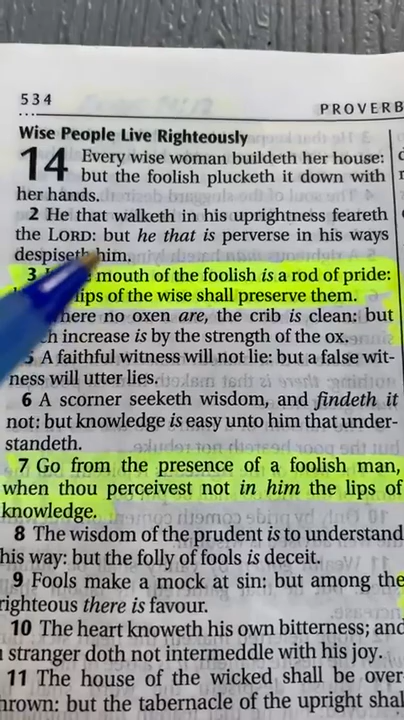 534
PROVERB
Wise People Live Righteously
14 Every wise woman buildeth her house:
but the foolish plucketh it down with
her hands.
2 He that walketh in his uprightness feareth
the LORD: but he that is perverse in his ways
despiseth him.
3 mouth of the foolish is a rod of pride:
lips of the wise shall preserve them.
here no oxen are, the crib is clean: but
h increase is by the strength of the ox.
5 A faithful witness will not lie: but a false wit-
ness will utter lies.
6 A scorner seeketh wisdom, and findeth it
not: but knowledge is easy unto him that under-
standeth.
7 Go from the presence of a foolish man,
when thou perceivest not in him the lips of
knowledge.
8 The wisdom of the prudent is to understand
his way: but the folly of fools is deceit.
9 Fools make a mock at sin: but among the
righteous there is favour.
10 The heart knoweth his own bitterness; and
stranger doth not intermeddle with his joy.
11 The house of the wicked shall be over-
hrown: but the tabernacle of the upright shal